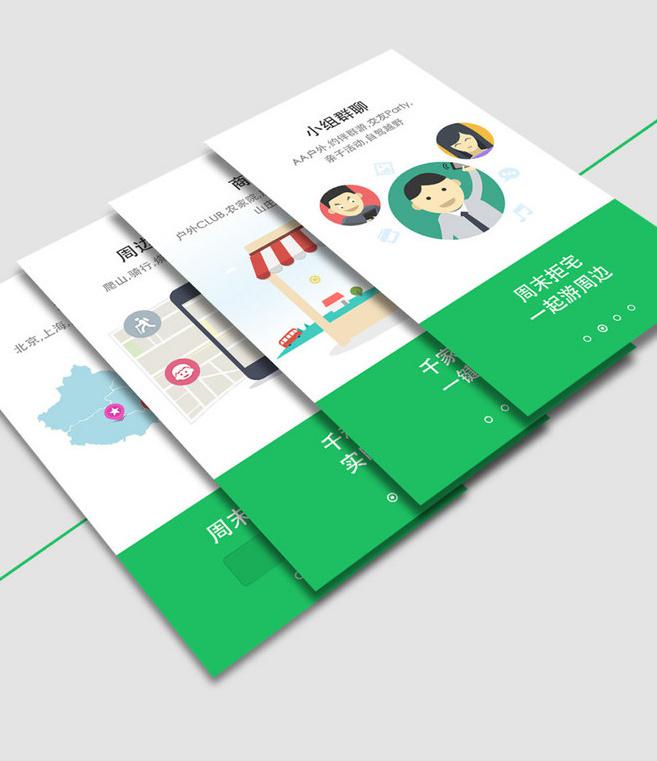 小组群聊
AA户外,约伴群游,交友Party,
亲子活动,自驾越野
周末拒宅
一起游周边
商
户外CLUB,农家院,
山庄
千家
一键
周边
爬山,骑行,
千
实
北京,上海,
周末